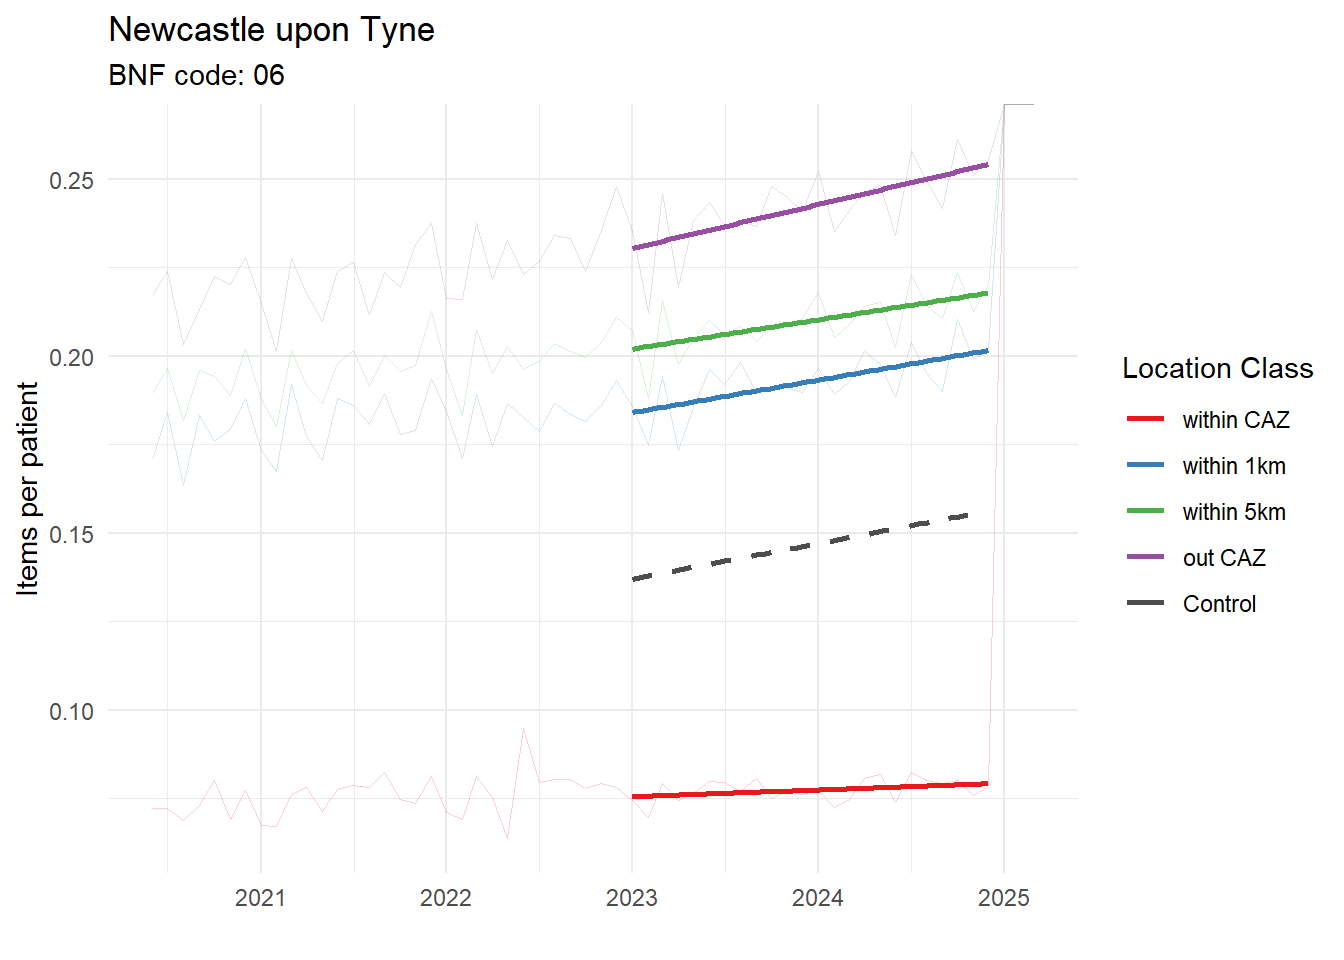 Newcastle upon Tyne
BNF code: 06
Items per patient
0.25
0.20
0.15
0.10
2021
2022
2023
2024
2025
Location Class
within CAZ
within 1km
within 5km
out CAZ
Control